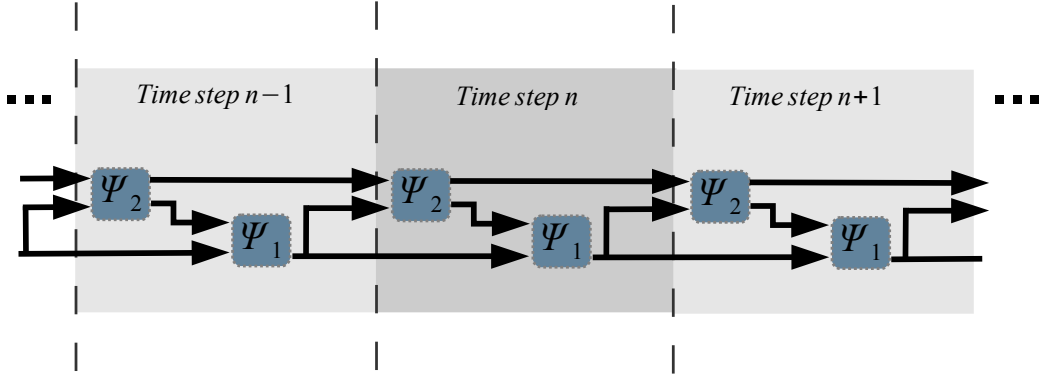 Time step n−1
Time step n
Time step n+1
Ψ2
Ψ1
Ψ2
Ψ1
Ψ2
Ψ1